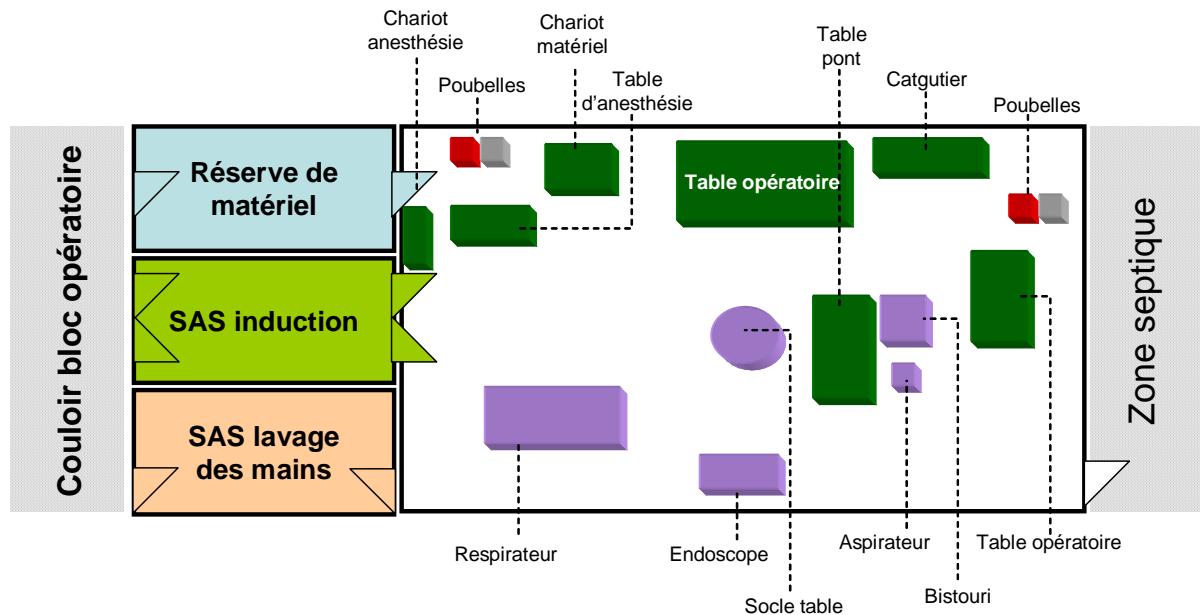 Chariot
anesthésie
Chariot
matériel
Table
pont
Poubelles
Table
d'anesthésie
Catgutier
Poubelles
Couloir bloc opératoire
Réserve de
matériel
Table opératoire
SAS induction
Zone septique
SAS lavage
des mains
Respirateur
Endoscope
Aspirateur
Table opératoire
Socle table
Bistouri